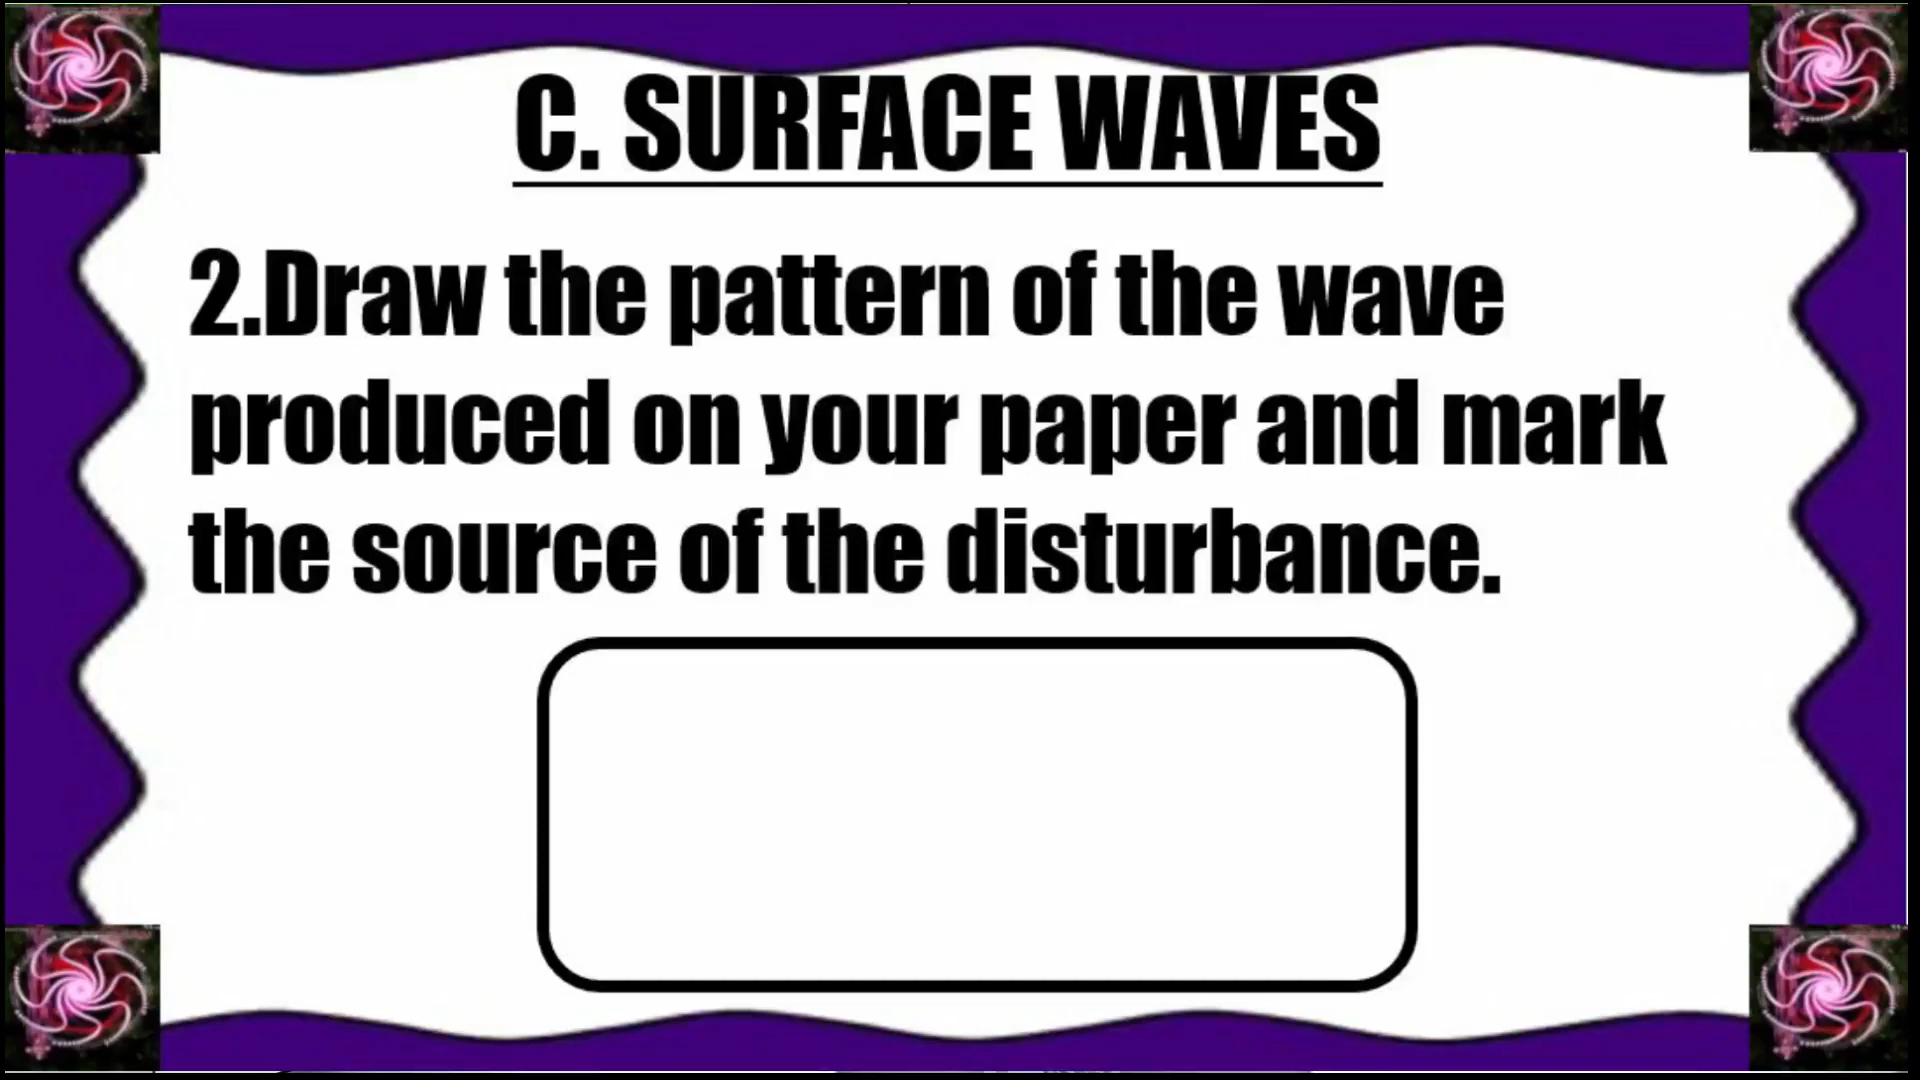 C. SURFACE WAVES
2.Draw the pattern of the wave
produced on your paper and mark
the source of the disturbance.